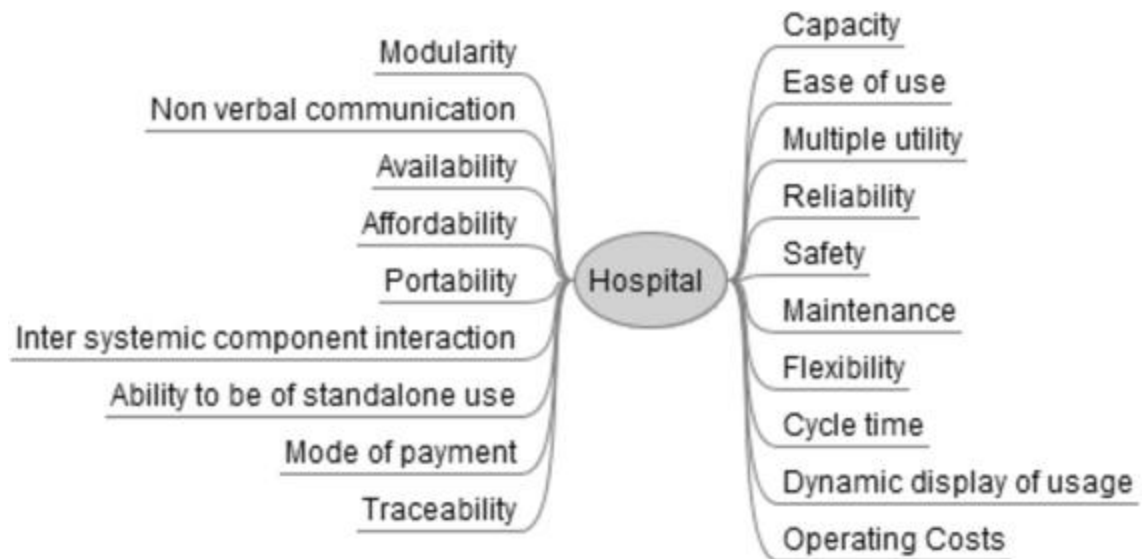 Modularity
Non verbal communication
Availability
Affordability
Portability
Inter systemic component interaction
Ability to be of standalone use
Mode of payment
Traceability
Hospital
Capacity
Ease of use
Multiple utility
Reliability
Safety
Maintenance
Flexibility
Cycle time
Dynamic display of usage
Operating Costs